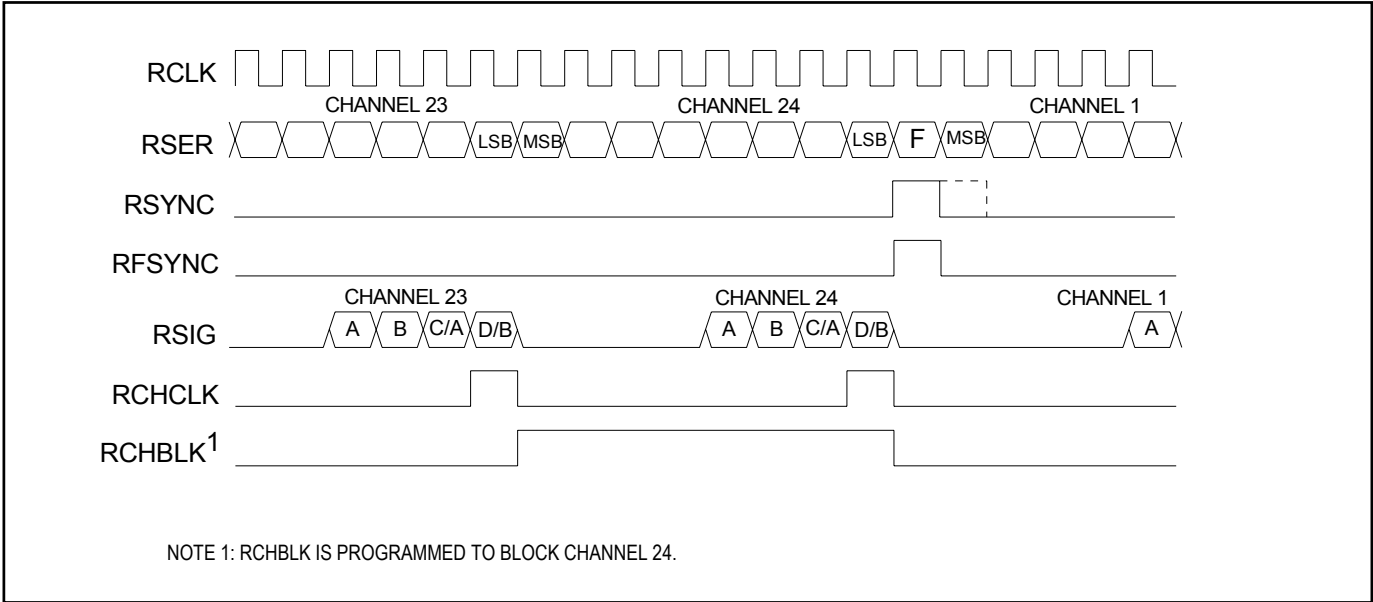 RCLK
CHANNEL 23 CHANNEL 24 CHANNEL 1
RSER LSB MSB LSB F MSB
RSYNC
RFSYNC
CHANNEL 23 CHANNEL 24 CHANNEL 1
RSIG A B C/A D/B A B C/A D/B A
RCHCLK
RCHBLK1
NOTE 1: RCHBLK IS PROGRAMMED TO BLOCK CHANNEL 24.